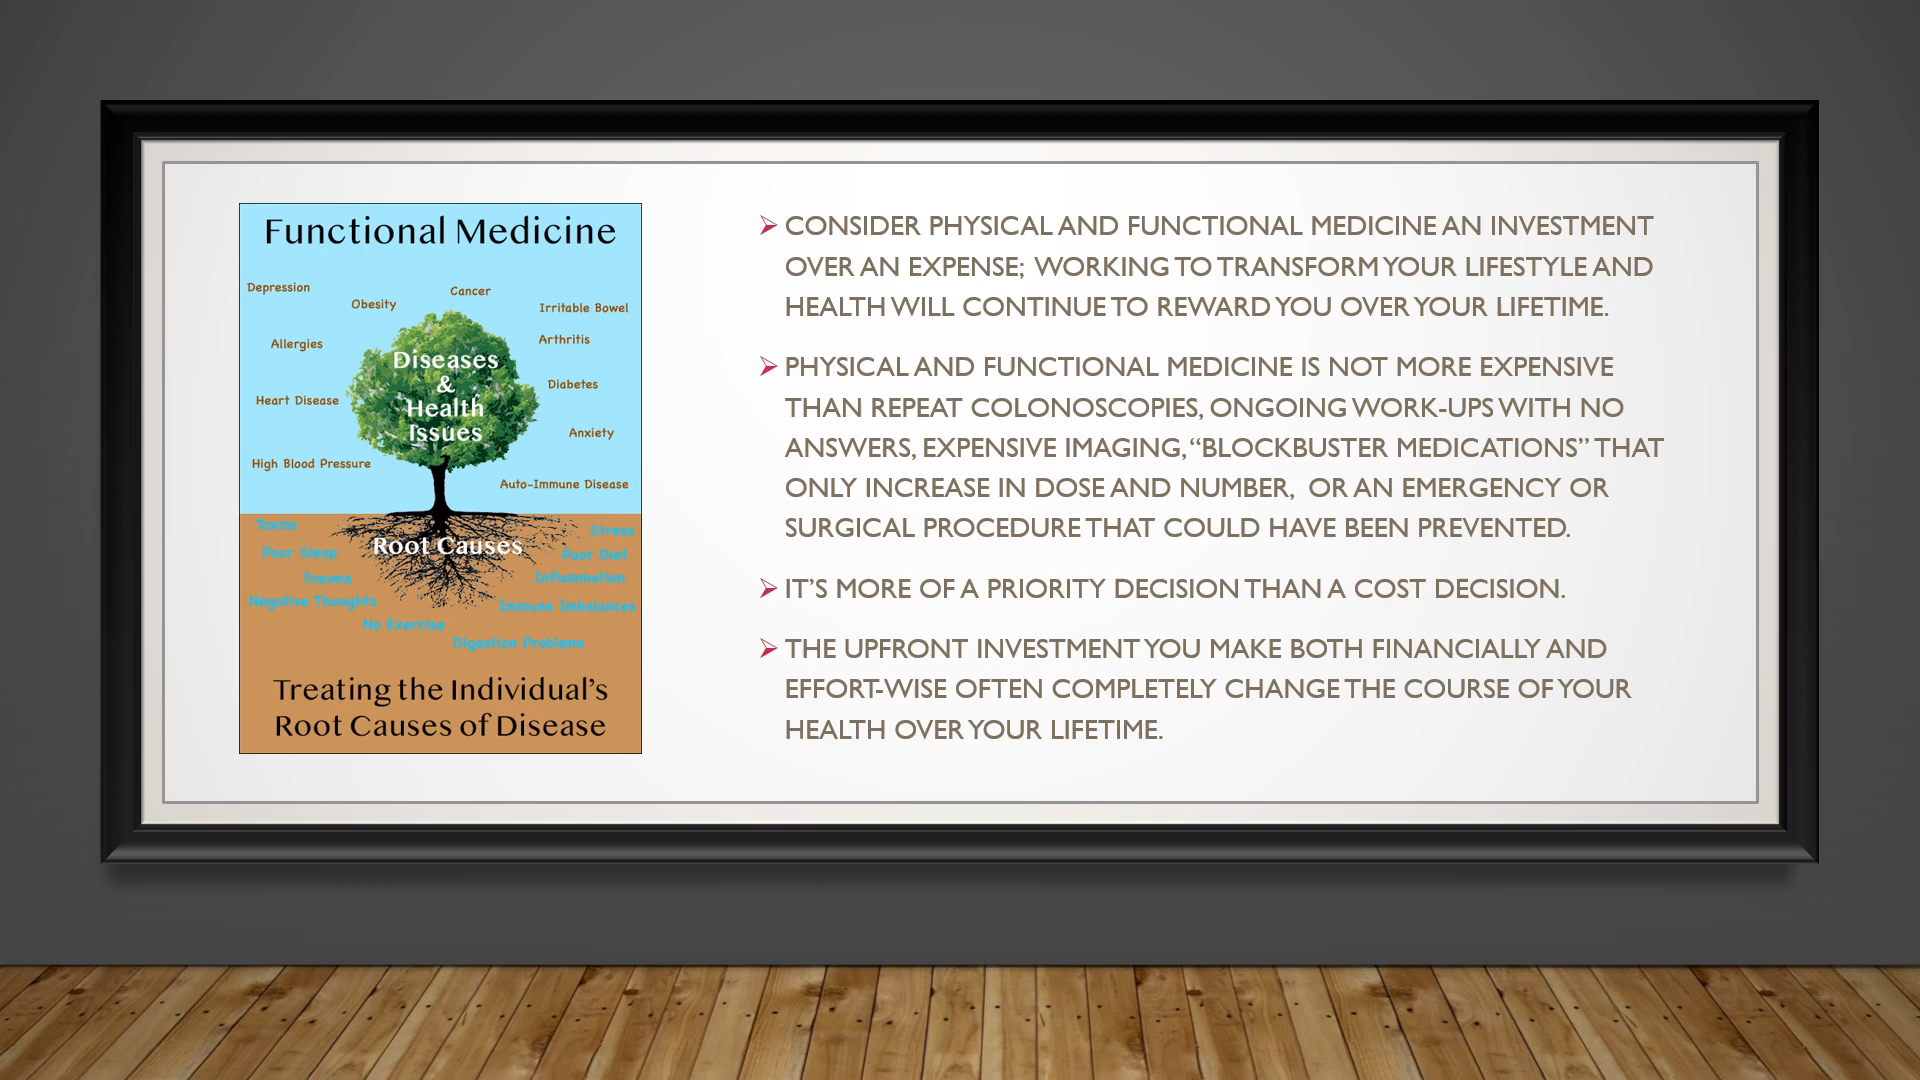 Functional Medicine
Depression
Cancer
Obesity
Irritable Bowel
Allergies
Arthritis
Diseases
&
Health
Issues
Diabetes
Heart Disease
Anxiety
High Blood Pressure
Auto-Immune Disease
Toxins
Stress
Root Causes
Poor Sleep
Poor Diet
Trauma
Inflammation
Negative Thoughts
Immune Imbalances
No Exercise
Digestion Problems
Treating the Individual’s
Root Causes of Disease
CONSIDER PHYSICAL AND FUNCTIONAL MEDICINE AN INVESTMENT
OVER AN EXPENSE; WORKING TO TRANSFORM YOUR LIFESTYLE AND
HEALTH WILL CONTINUE TO REWARD YOU OVER YOUR LIFETIME.
PHYSICAL AND FUNCTIONAL MEDICINE IS NOT MORE EXPENSIVE
THAN REPEAT COLONOSCOPIES, ONGOING WORK-UPS WITH NO
ANSWERS, EXPENSIVE IMAGING, “BLOCKBUSTER MEDICATIONS” THAT
ONLY INCREASE IN DOSE AND NUMBER, OR AN EMERGENCY OR
SURGICAL PROCEDURE THAT COULD HAVE BEEN PREVENTED.
IT’S MORE OF A PRIORITY DECISION THAN A COST DECISION.
THE UPFRONT INVESTMENT YOU MAKE BOTH FINANCIALLY AND
EFFORT-WISE OFTEN COMPLETELY CHANGE THE COURSE OF YOUR
HEALTH OVER YOUR LIFETIME.